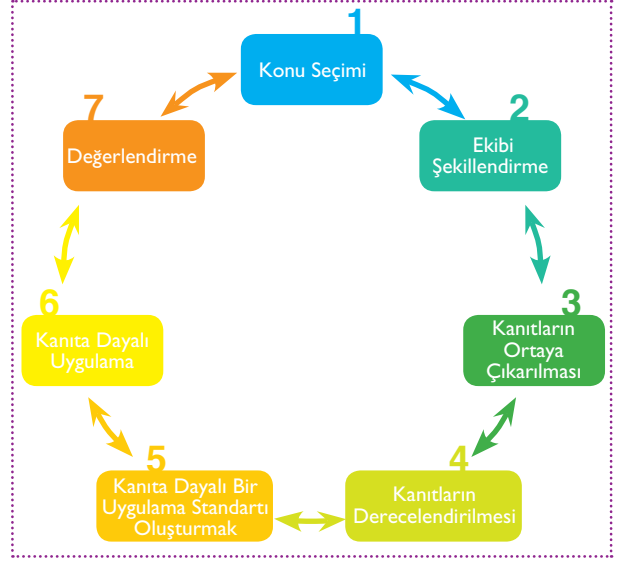 1
Konu Seçimi
2
Ekibi
Şekillendirme
3
Kanıtların
Ortaya
Çıkarılması
4
Kanıtların
Derecelendirilmesi
5
Kanıta Dayalı Bir
Uygulama Standartı
Oluşturmak
6
Kanıta Dayalı
Uygulama
7
Değerlendirme